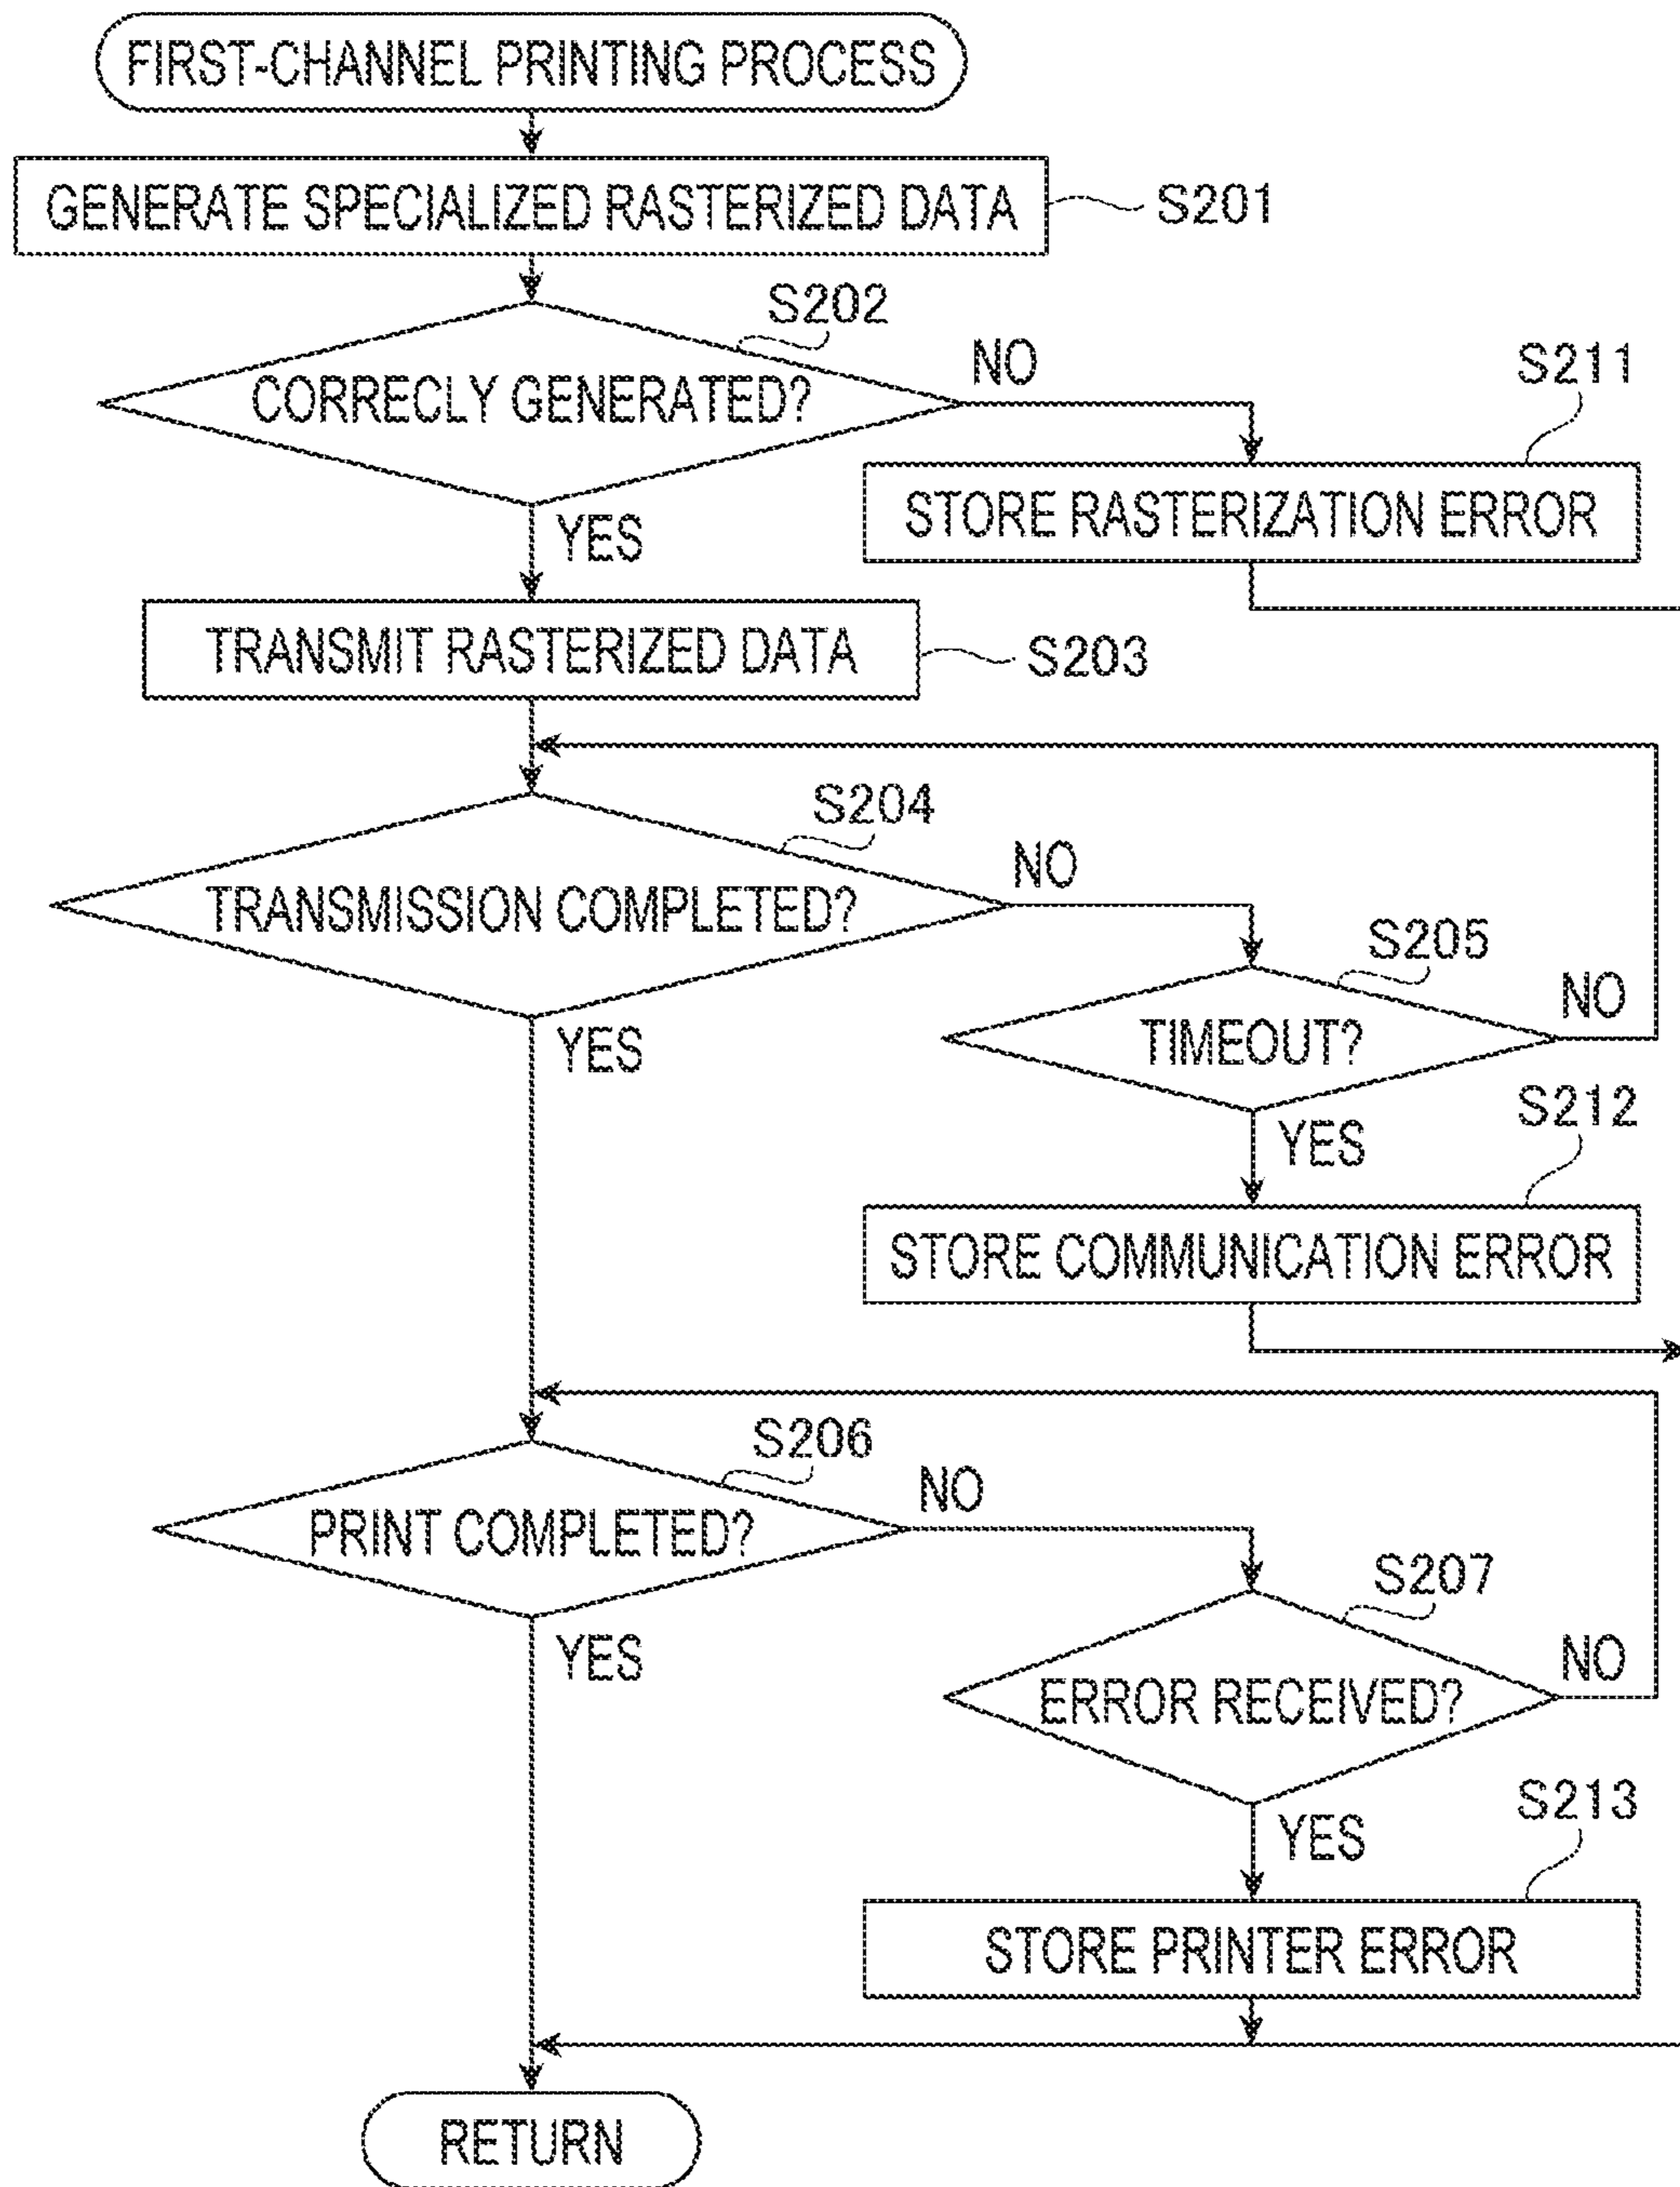 FIRST-CHANNEL PRINTING PROCESS
GENERATE SPECIALIZED RASTERIZED DATA
S201
S202
CORRECLY GENERATED?
NO
S211
STORE RASTERIZATION ERROR
YES
TRANSMIT RASTERIZED DATA
S203
S204
TRANSMISSION COMPLETED?
NO
S205
TIMEOUT?
NO
YES
YES
S212
STORE COMMUNICATION ERROR
S206
PRINT COMPLETED?
NO
S207
ERROR RECEIVED?
NO
YES
YES
S213
STORE PRINTER ERROR
RETURN